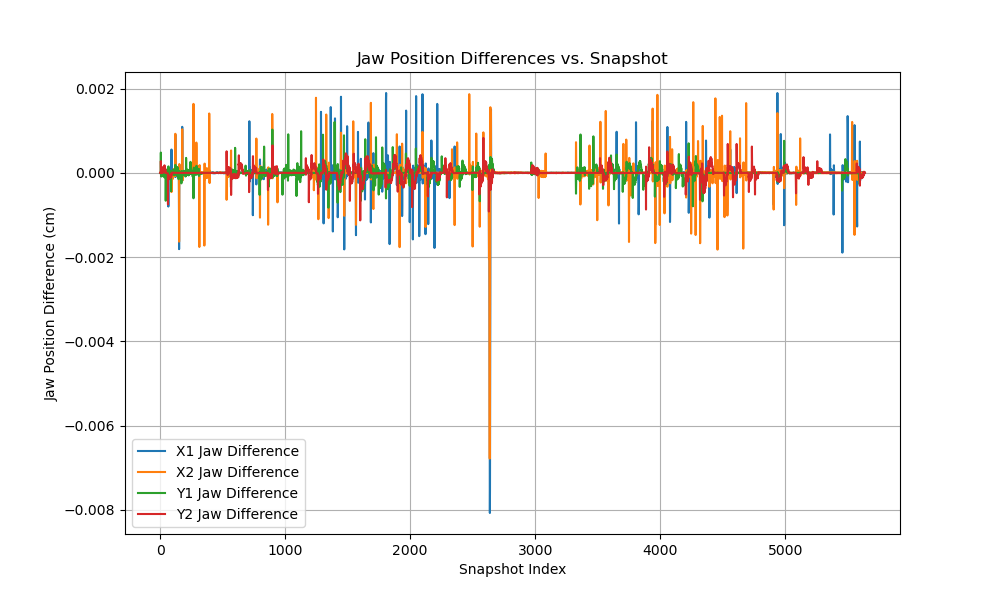 Jaw Position Differences vs. Snapshot
Jaw Position Difference (cm)
0.002
0.000
−0.002
−0.004
−0.006
−0.008
X1 Jaw Difference
X2 Jaw Difference
Y1 Jaw Difference
Y2 Jaw Difference
0 1000 2000 3000 4000 5000
Snapshot Index